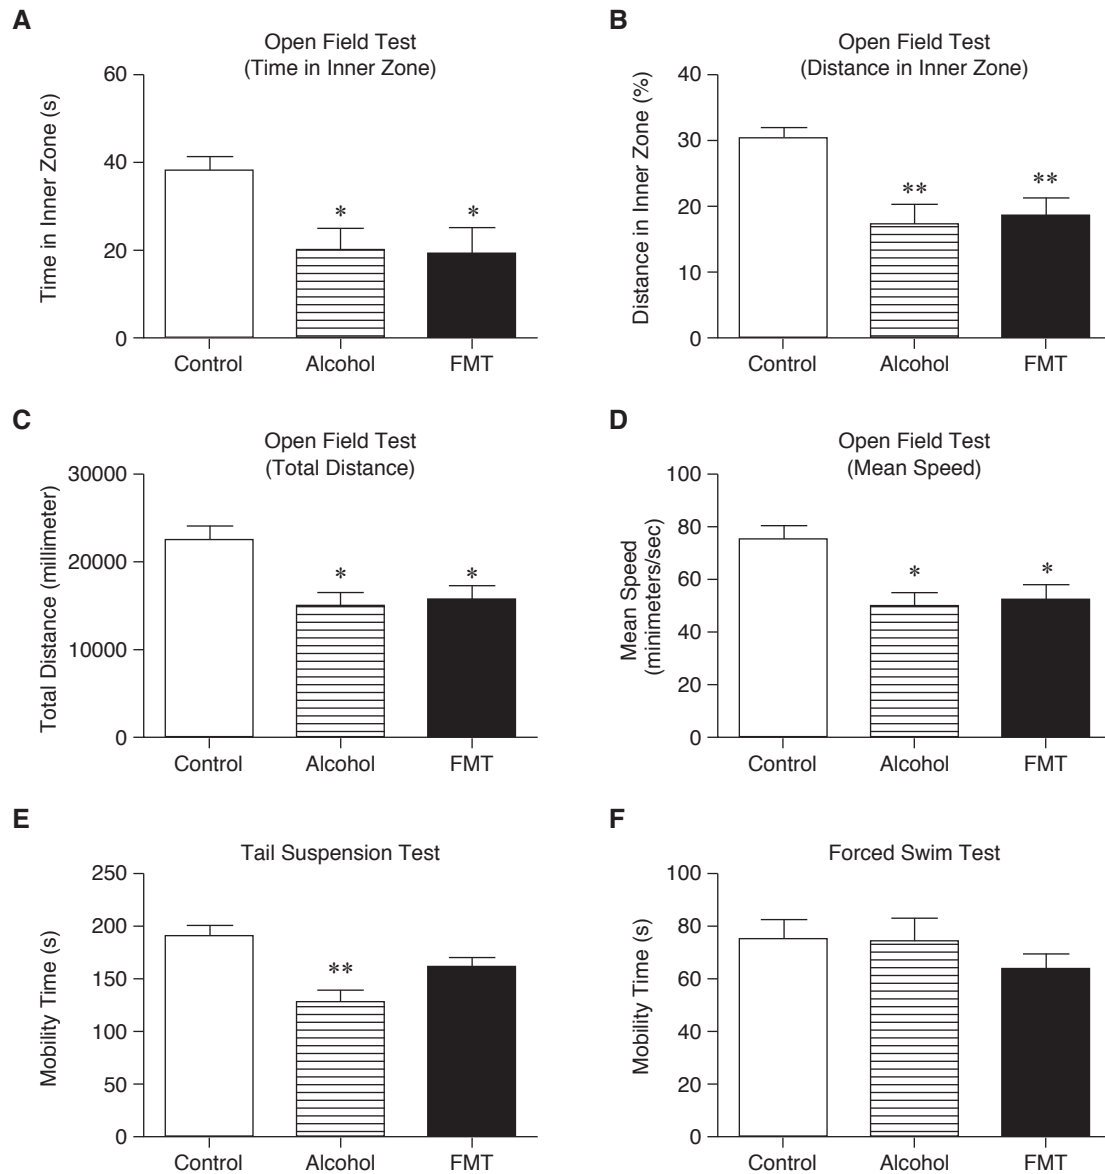 A
Open Field Test
(Time in Inner Zone)
Time in Inner Zone (s)
60
40
20
0
*
*
Control
Alcohol
FMT
B
Open Field Test
(Distance in Inner Zone)
Distance in Inner Zone (%)
40
30
20
10
0
**
**
Control
Alcohol
FMT
C
Open Field Test
(Total Distance)
Total Distance (millimeter)
30000
20000
10000
0
*
*
Control
Alcohol
FMT
D
Open Field Test
(Mean Speed)
Mean Speed
(minimeters/sec)
100
80
60
40
20
0
*
*
Control
Alcohol
FMT
E
Tail Suspension Test
Mobility Time (s)
250
200
150
100
50
0
**
Control
Alcohol
FMT
F
Forced Swim Test
Mobility Time (s)
100
80
60
40
20
0
Control
Alcohol
FMT